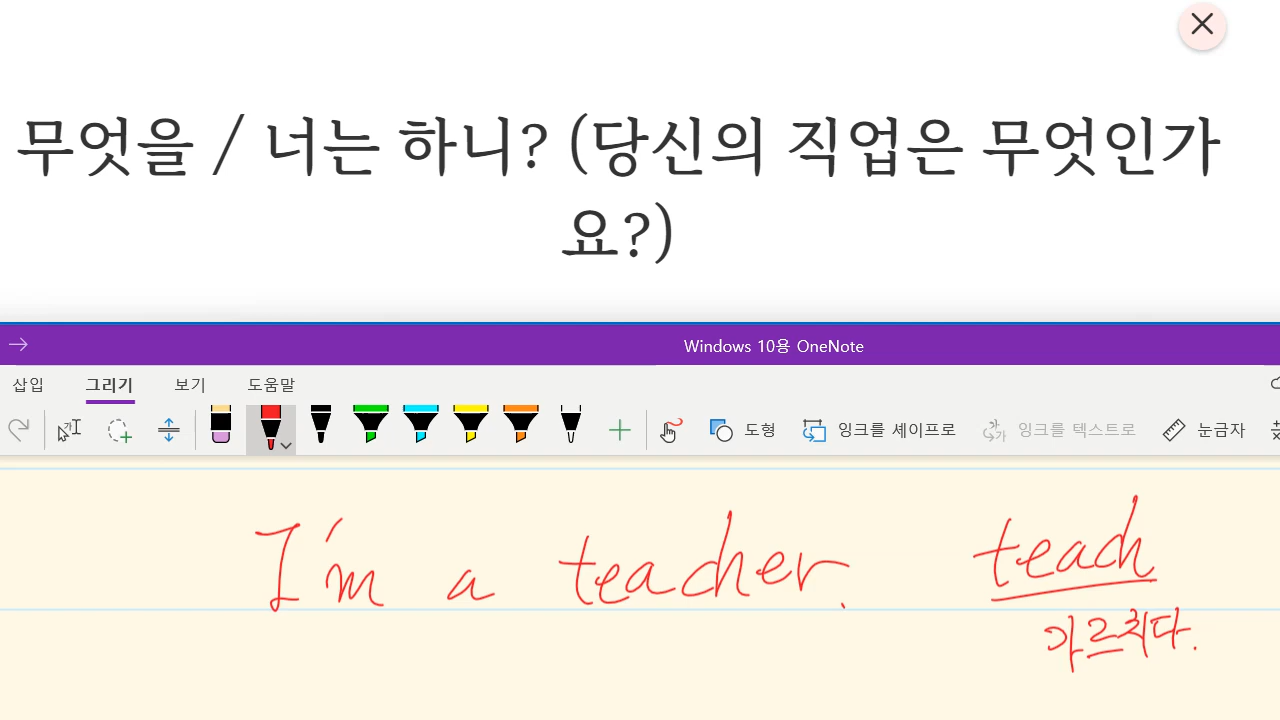 무엇을 / 너는 하니? (당신의 직업은 무엇인가
요?)
Windows 10용 OneNote
삽입 그리기 보기 도움말
도형 잉크를 셰이프로 잉크를 텍스트로 눈금자
I'm a teacher. teach
가르치다.